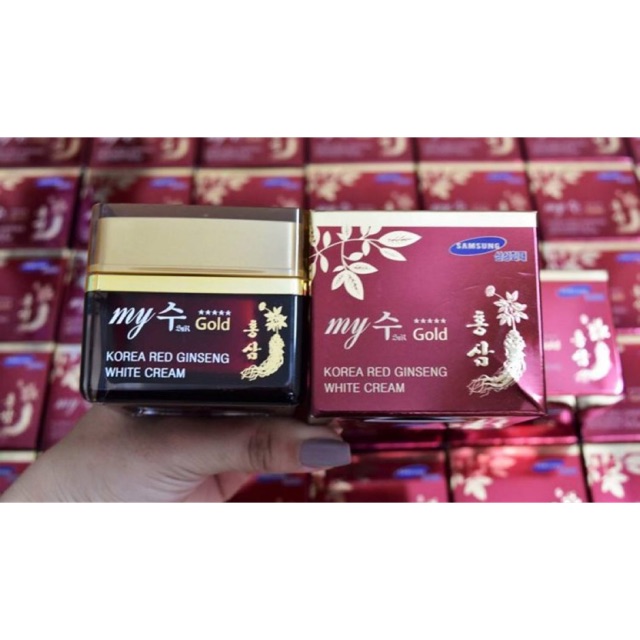 my 수 ★★★★★ Gold
홍삼
KOREA RED GINSENG
WHITE CREAM
SAMSUNG
my 수 ★★★★★ Gold
홍삼
KOREA RED GINSENG
WHITE CREAM